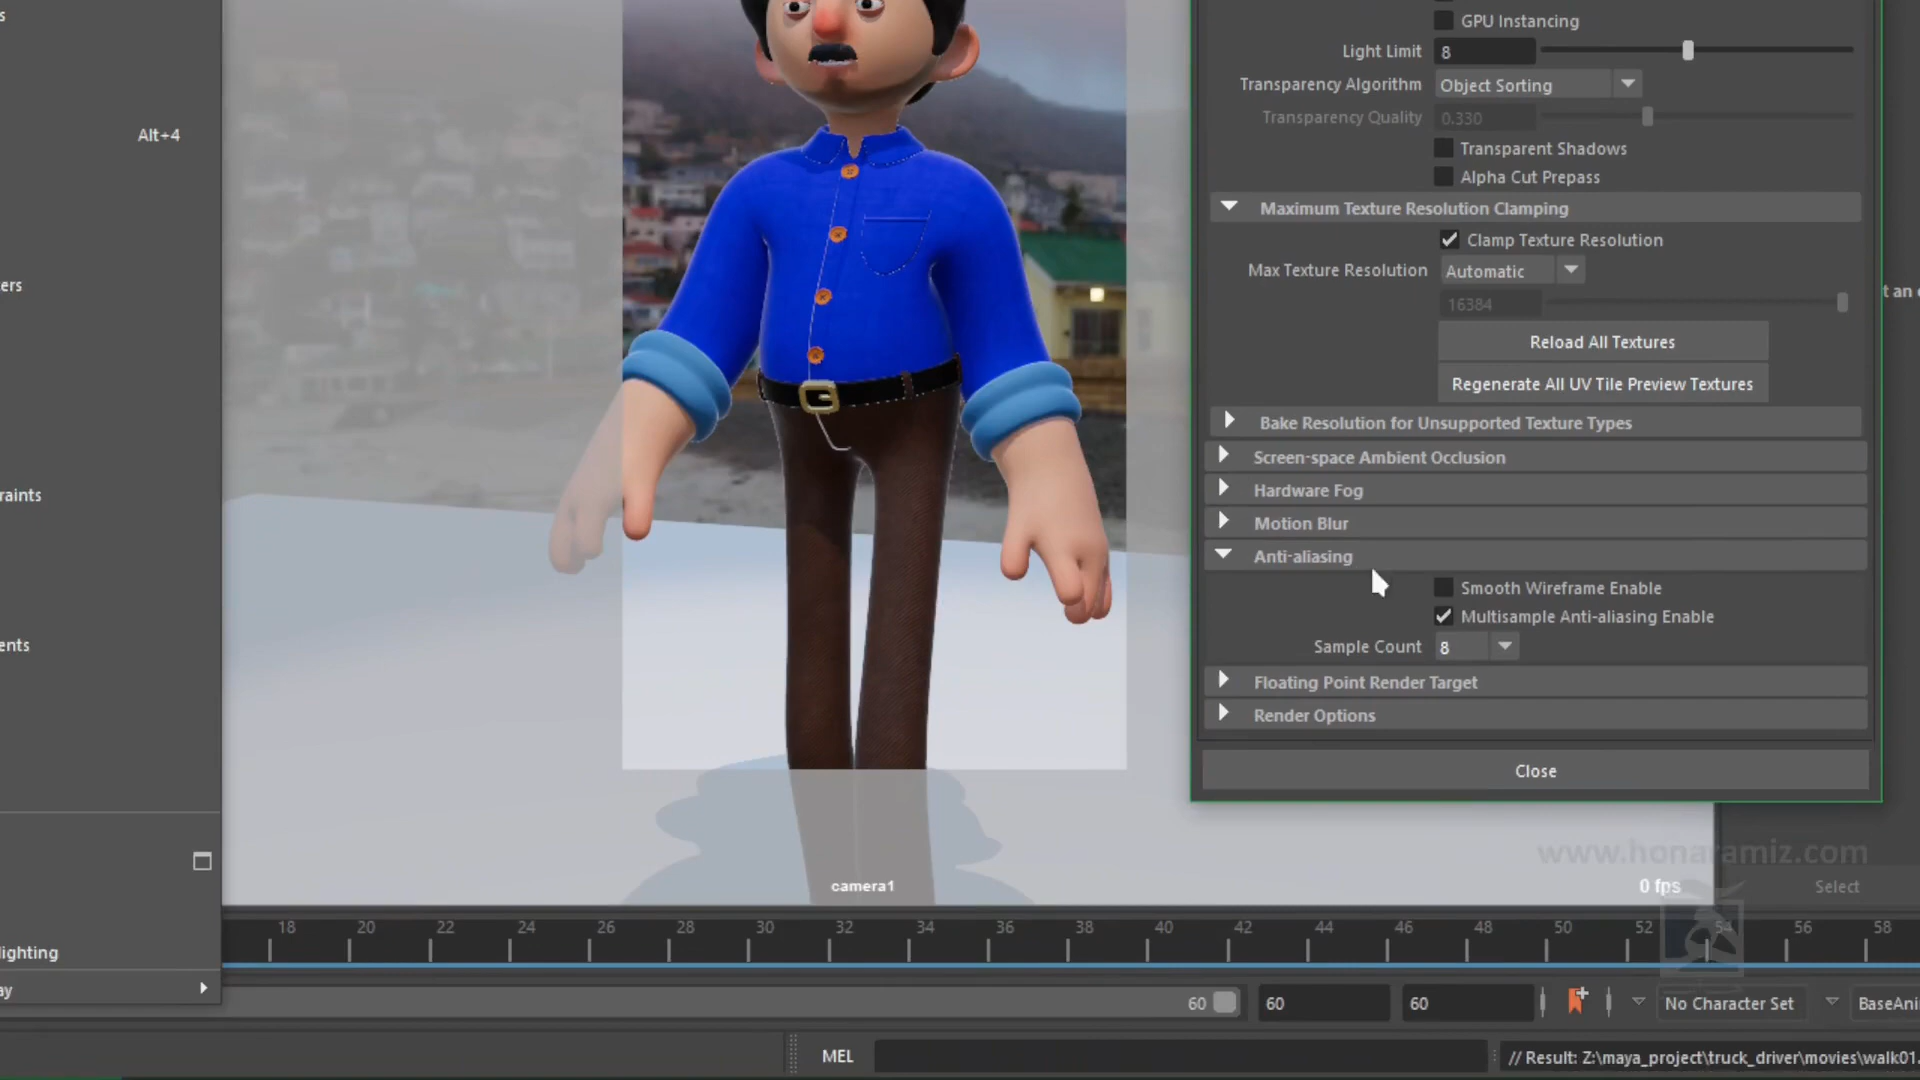 s
Alt+4
ers
raints
ents
lighting
ay
GPU Instancing
Light Limit 8
Transparency Algorithm Object Sorting
Transparency Quality 0.330
Transparent Shadows
Alpha Cut Prepass
Maximum Texture Resolution Clamping
Clamp Texture Resolution
Max Texture Resolution Automatic
16384
Reload All Textures
Regenerate All UV Tile Preview Textures
Bake Resolution for Unsupported Texture Types
Screen-space Ambient Occlusion
Hardware Fog
Motion Blur
Anti-aliasing
Smooth Wireframe Enable
Multisample Anti-aliasing Enable
Sample Count 8
Floating Point Render Target
Render Options
Close
t an
www.honaramiz.com
camera1
0 fps
Select
18 20 22 24 26 28 30 32 34 36 38 40 42 44 46 48 50 52 54 56 58
60 60 60 No Character Set BaseAni
MEL
// Result: Z:\maya_project\truck_driver\movies\walk01.